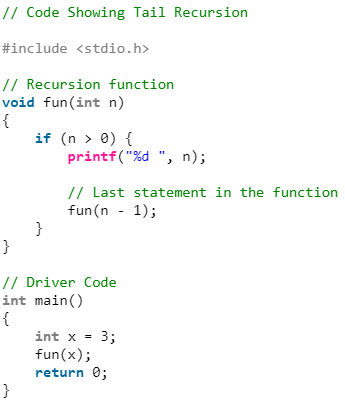 // Code Showing Tail Recursion
#include <stdio.h>
// Recursion function
void fun(int n)
{
    if (n > 0) {
        printf("%d ", n);
        // Last statement in the function
        fun(n - 1);
    }
}
// Driver Code
int main()
{
    int x = 3;
    fun(x);
    return 0;
}